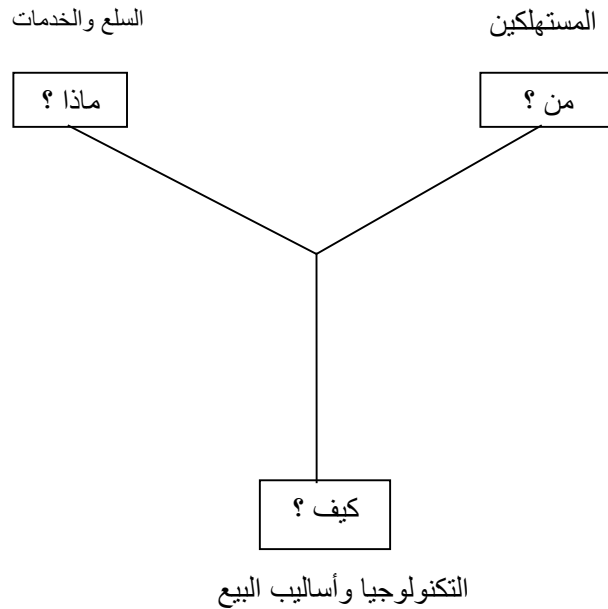 المستهلكين
السلع والخدمات
من ؟
ماذا ؟
كيف ؟
التكنولوجيا وأساليب البيع